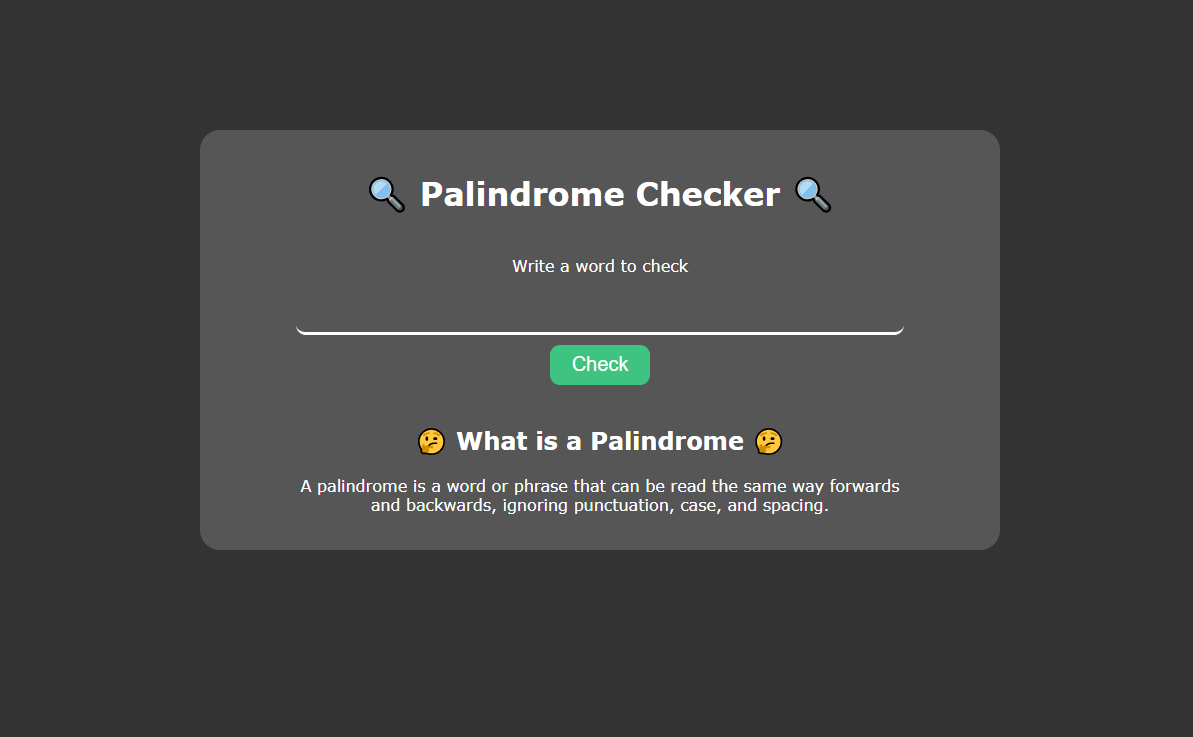 🔍 Palindrome Checker 🔍
Write a word to check
Check
🤔 What is a Palindrome 🤔
A palindrome is a word or phrase that can be read the same way forwards
and backwards, ignoring punctuation, case, and spacing.